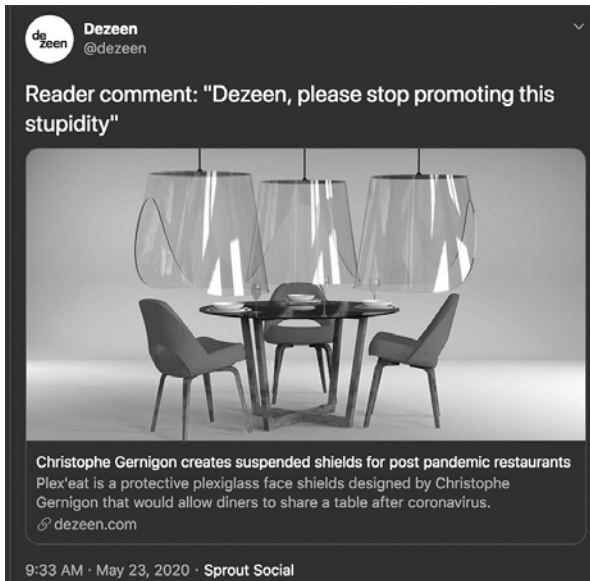 de
zeen
Dezeen
@dezeen
Reader comment: "Dezeen, please stop promoting this
stupidity"
Christophe Gernigon creates suspended shields for post pandemic restaurants
Plex'eat is a protective plexiglass face shields designed by Christophe
Gernigon that would allow diners to share a table after coronavirus.
dezeen.com
9:33 AM · May 23, 2020 · Sprout Social